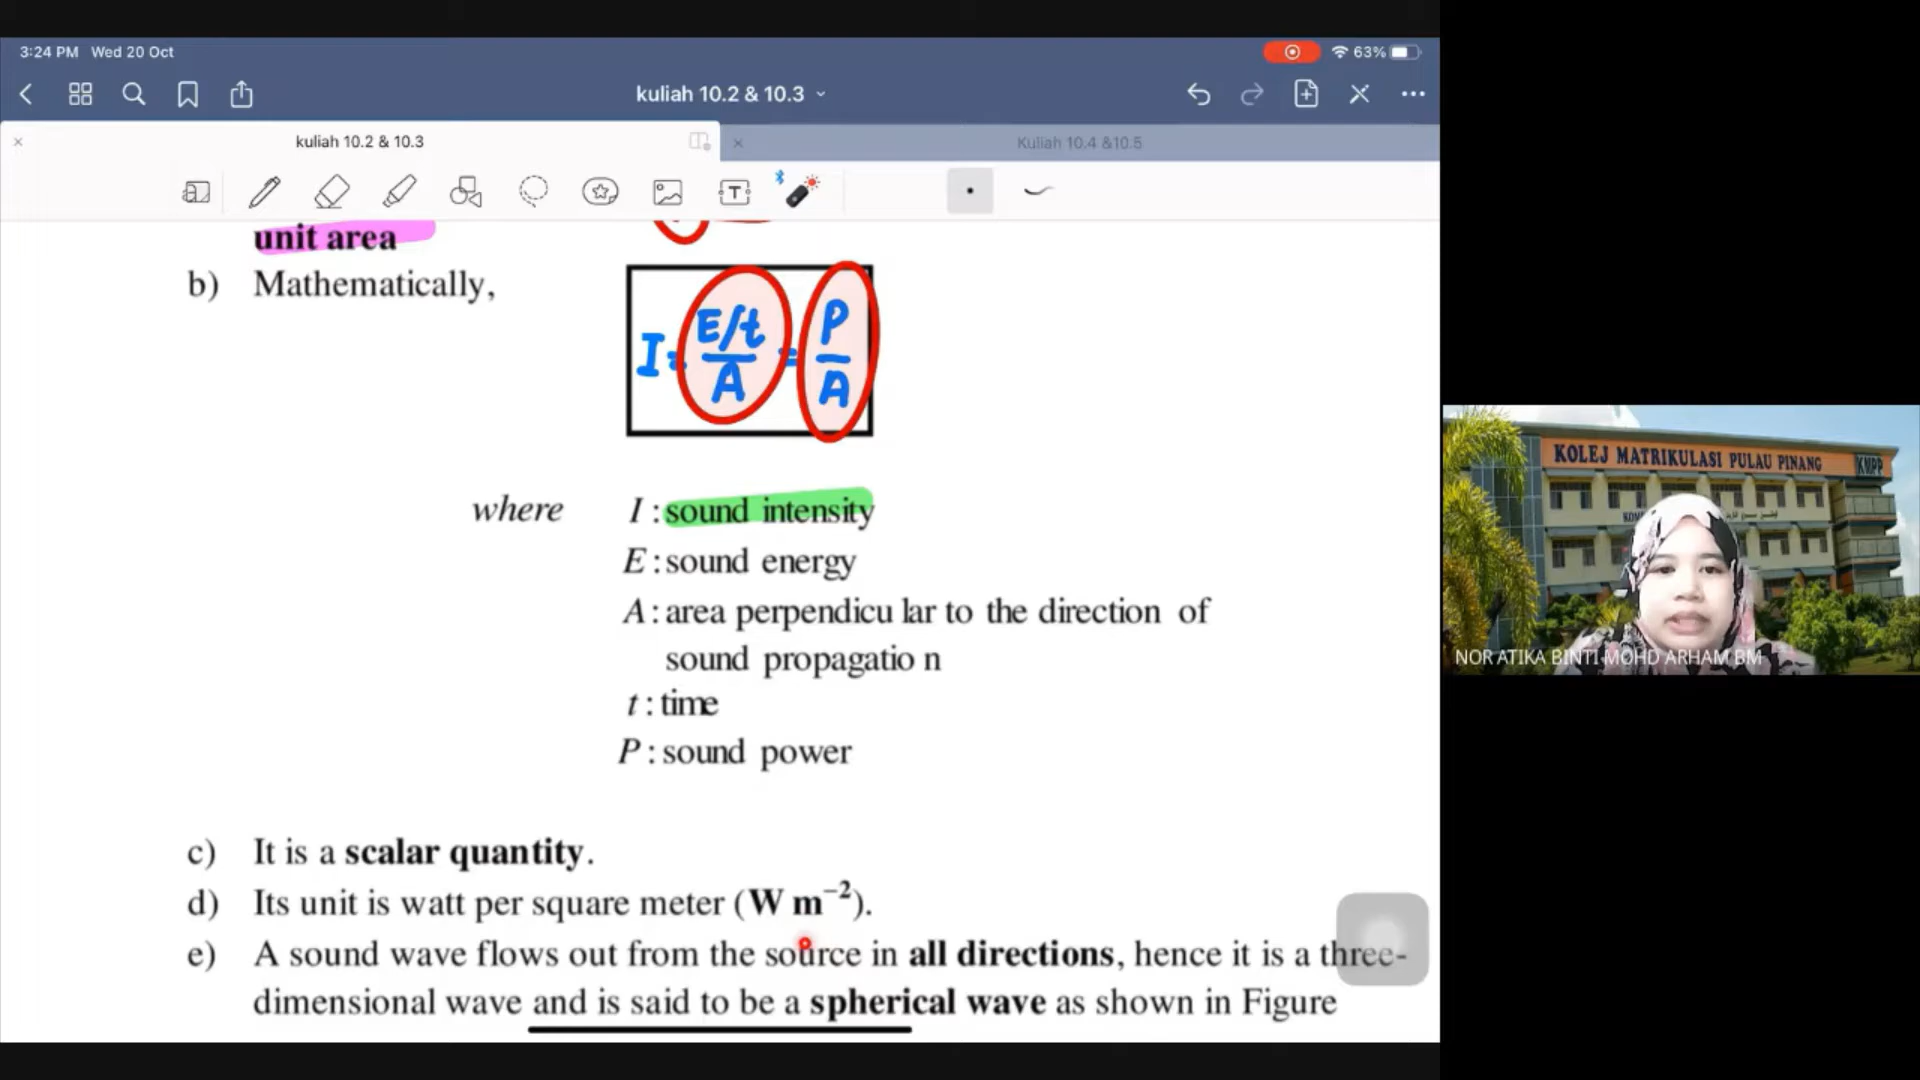 3:24 PM Wed 20 Oct
63%
kuliah 10.2 & 10.3
kuliah 10.2 & 10.3
Kuliah 10.4 &10.5
T
unit area
b) Mathematically,
I = E/t / A = P / A
where I : sound intensity
E : sound energy
A : area perpendicu lar to the direction of
sound propagatio n
t : time
P : sound power
c) It is a scalar quantity.
d) Its unit is watt per square meter (W m⁻²).
e) A sound wave flows out from the source in all directions, hence it is a three-
dimensional wave and is said to be a spherical wave as shown in Figure
KOLEJ MATRIKULASI PULAU PINANG
KMPP
NOR ATIKA BINTI MOHD ARHAM BM